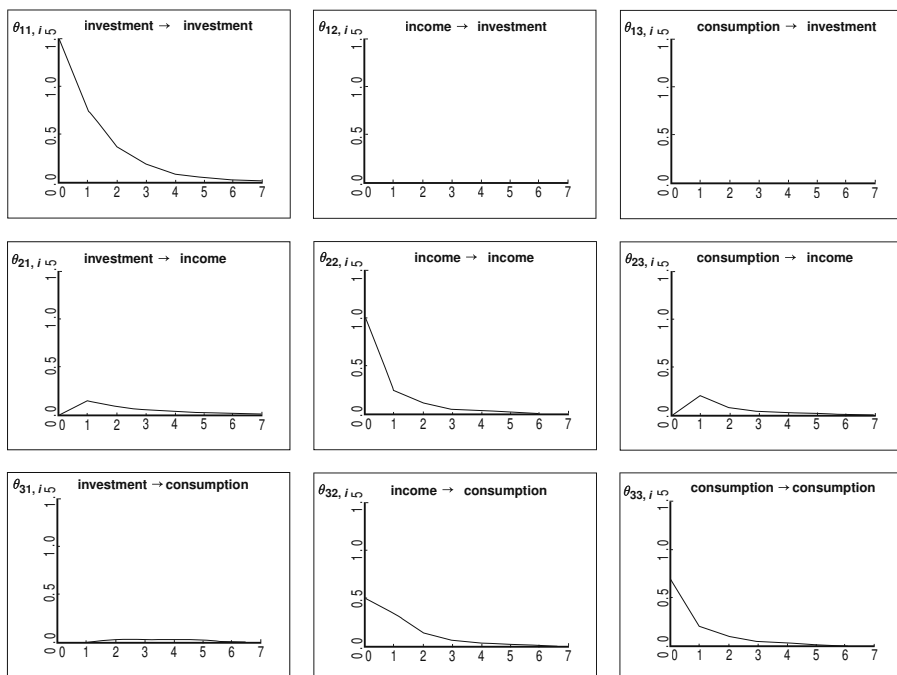 θ11, i investment → investment
1.5
1.0
0.5
0.0
0 1 2 3 4 5 6 7
θ12, i income → investment
1.5
1.0
0.5
0.0
0 1 2 3 4 5 6 7
θ13, i consumption → investment
1.5
1.0
0.5
0.0
0 1 2 3 4 5 6 7
θ21, i investment → income
1.5
1.0
0.5
0.0
0 1 2 3 4 5 6 7
θ22, i income → income
1.5
1.0
0.5
0.0
0 1 2 3 4 5 6 7
θ23, i consumption → income
1.5
1.0
0.5
0.0
0 1 2 3 4 5 6 7
θ31, i investment → consumption
1.5
1.0
0.5
0.0
0 1 2 3 4 5 6 7
θ32, i income → consumption
1.5
1.0
0.5
0.0
0 1 2 3 4 5 6 7
θ33, i consumption → consumption
1.5
1.0
0.5
0.0
0 1 2 3 4 5 6 7